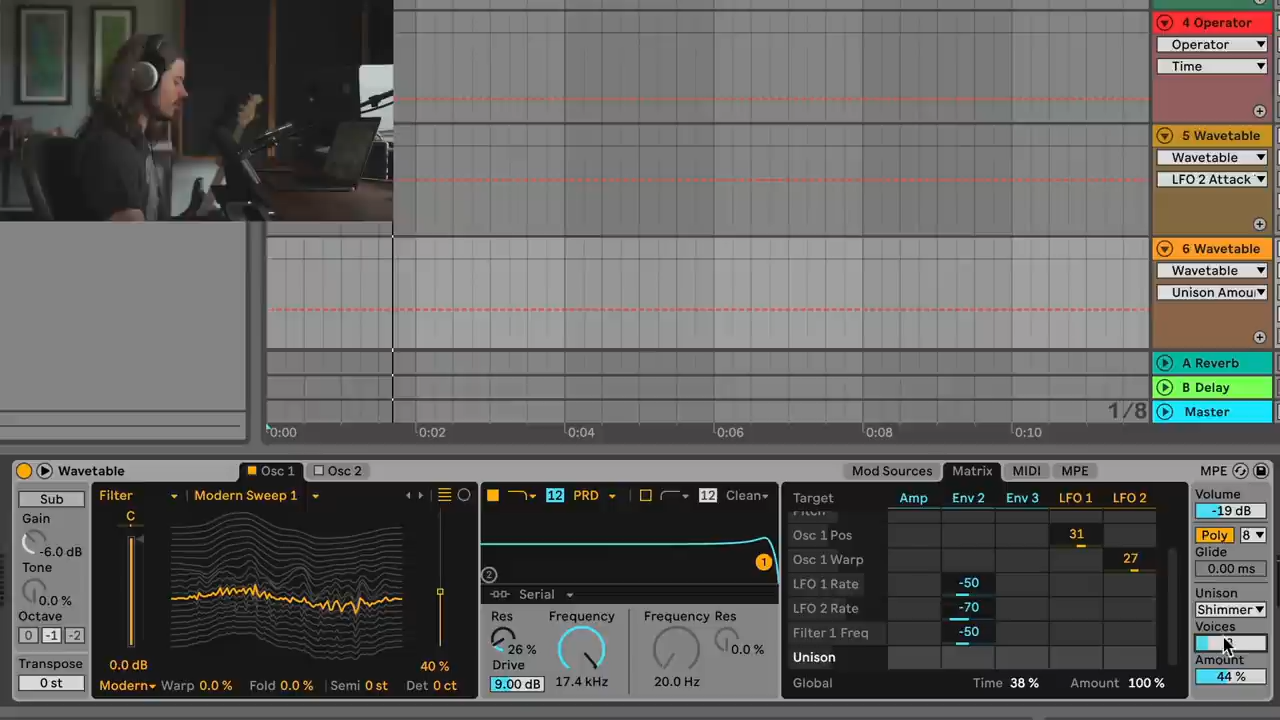 4 Operator
Operator
Time
5 Wavetable
Wavetable
LFO 2 Attack
6 Wavetable
Wavetable
Unison Amou
A Reverb
B Delay
1/8
Master
0:00 0:02 0:04 0:06 0:08 0:10
Wavetable Osc 1 Osc 2 Mod Sources Matrix MIDI MPE MPE
Sub
Gain
-6.0 dB
Tone
0.0 %
Octave
0 -1 -2
Transpose
0 st
Filter Modern Sweep 1
C
0.0 dB 40 %
Modern Warp 0.0 % Fold 0.0 % Semi 0 st Det 0 ct
12 PRD 12 Clean
1
2
Serial
Res Frequency Frequency Res
26 % 0.0 %
Drive
9.00 dB 17.4 kHz 20.0 Hz
Target Amp Env 2 Env 3 LFO 1 LFO 2
Pitch
Osc 1 Pos 31
Osc 1 Warp 27
LFO 1 Rate -50
LFO 2 Rate -70
Filter 1 Freq -50
Unison
Global Time 38 % Amount 100 %
Volume
-19 dB
Poly 8
Glide
0.00 ms
Unison
Shimmer
Voices
Amount
44 %